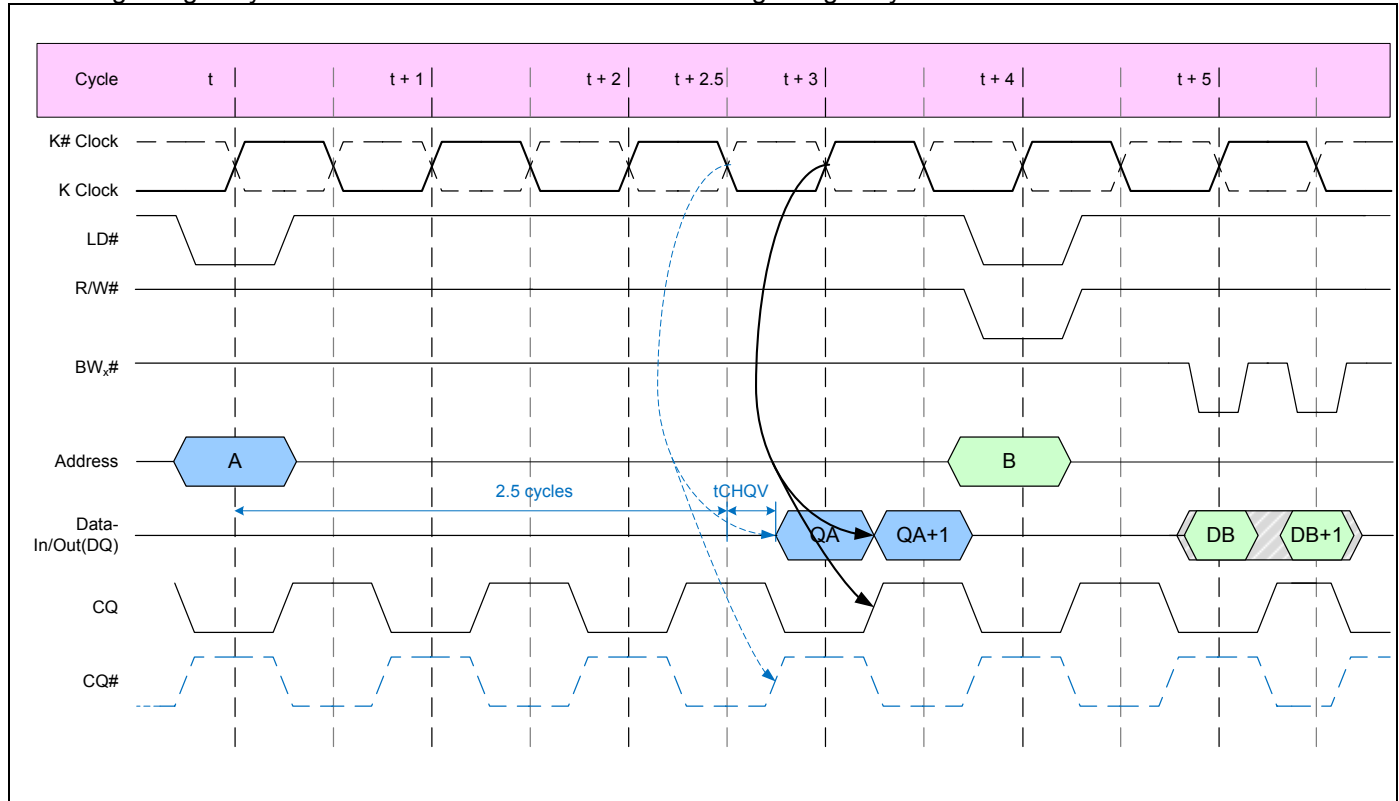 Cycle t t + 1 t + 2 t + 2.5 t + 3 t + 4 t + 5
K# Clock
K Clock
LD#
R/W#
BWx#
Address A B
2.5 cycles tCHQV
Data-
In/Out(DQ) QA QA+1 DB DB+1
CQ
CQ#